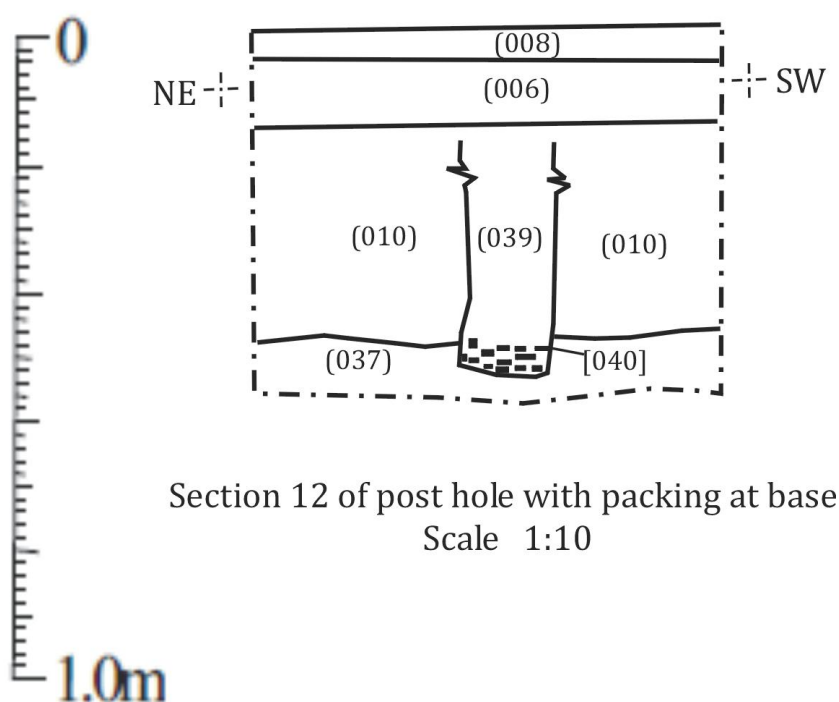 0
(008)
NE
(006)
SW
(010)
(039)
(010)
(037)
[040]
Section 12 of post hole with packing at base
Scale 1:10
1.0m